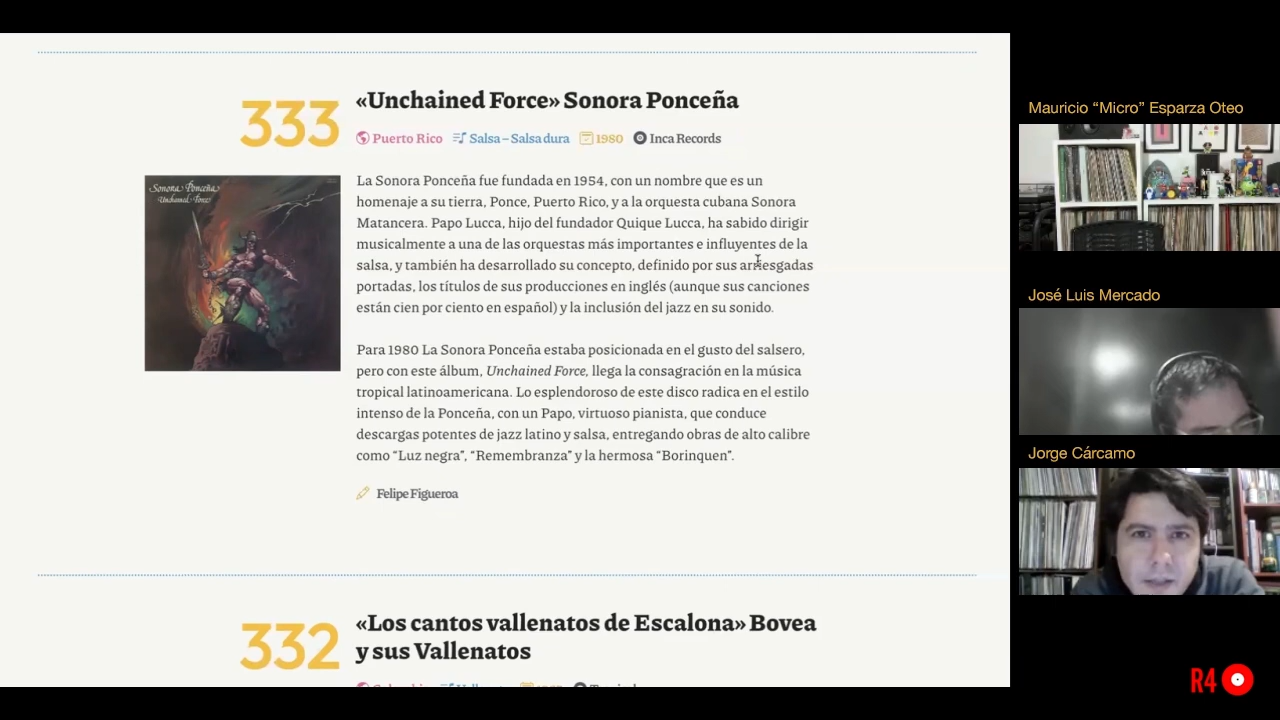 333
«Unchained Force» Sonora Ponceña
Puerto Rico Salsa – Salsa dura 1980 Inca Records
Sonora Ponceña
Unchained Force
La Sonora Ponceña fue fundada en 1954, con un nombre que es un
homenaje a su tierra, Ponce, Puerto Rico, y a la orquesta cubana Sonora
Matancera. Papo Lucca, hijo del fundador Quique Lucca, ha sabido dirigir
musicalmente a una de las orquestas más importantes e influyentes de la
salsa, y también ha desarrollado su concepto, definido por sus arriesgadas
portadas, los títulos de sus producciones en inglés (aunque sus canciones
están cien por ciento en español) y la inclusión del jazz en su sonido.
Para 1980 La Sonora Ponceña estaba posicionada en el gusto del salsero,
pero con este álbum, Unchained Force, llega la consagración en la música
tropical latinoamericana. Lo esplendoroso de este disco radica en el estilo
intenso de la Ponceña, con un Papo, virtuoso pianista, que conduce
descargas potentes de jazz latino y salsa, entregando obras de alto calibre
como “Luz negra”, “Remembranza” y la hermosa “Borinquen”.
Felipe Figueroa
332
«Los cantos vallenatos de Escalona» Bovea
y sus Vallenatos
Mauricio “Micro” Esparza Oteo
José Luis Mercado
Jorge Cárcamo
R4